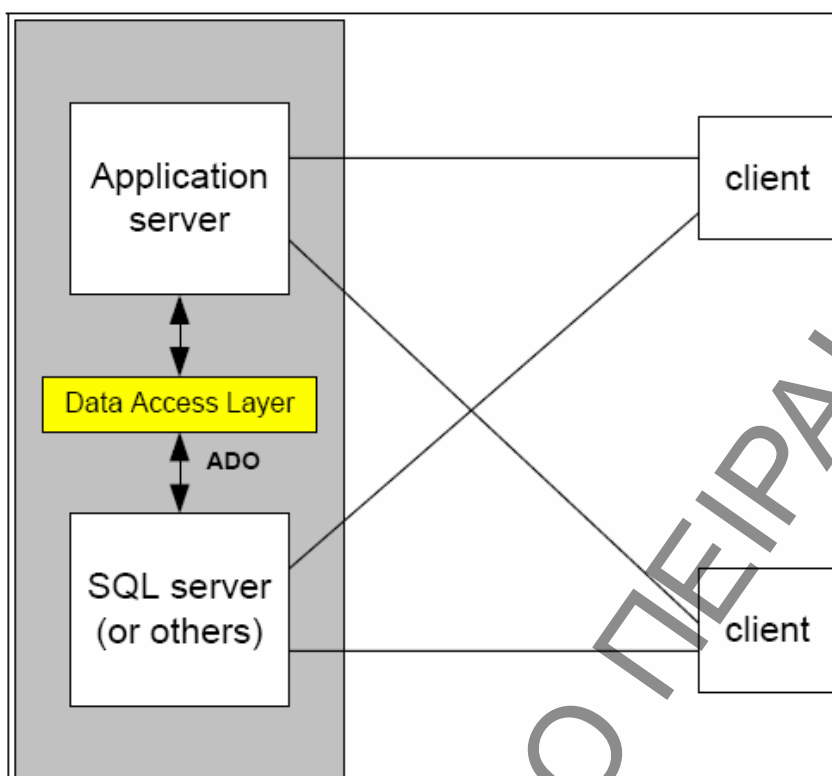 Application
server
client
Data Access Layer
ADO
SQL server
(or others)
client